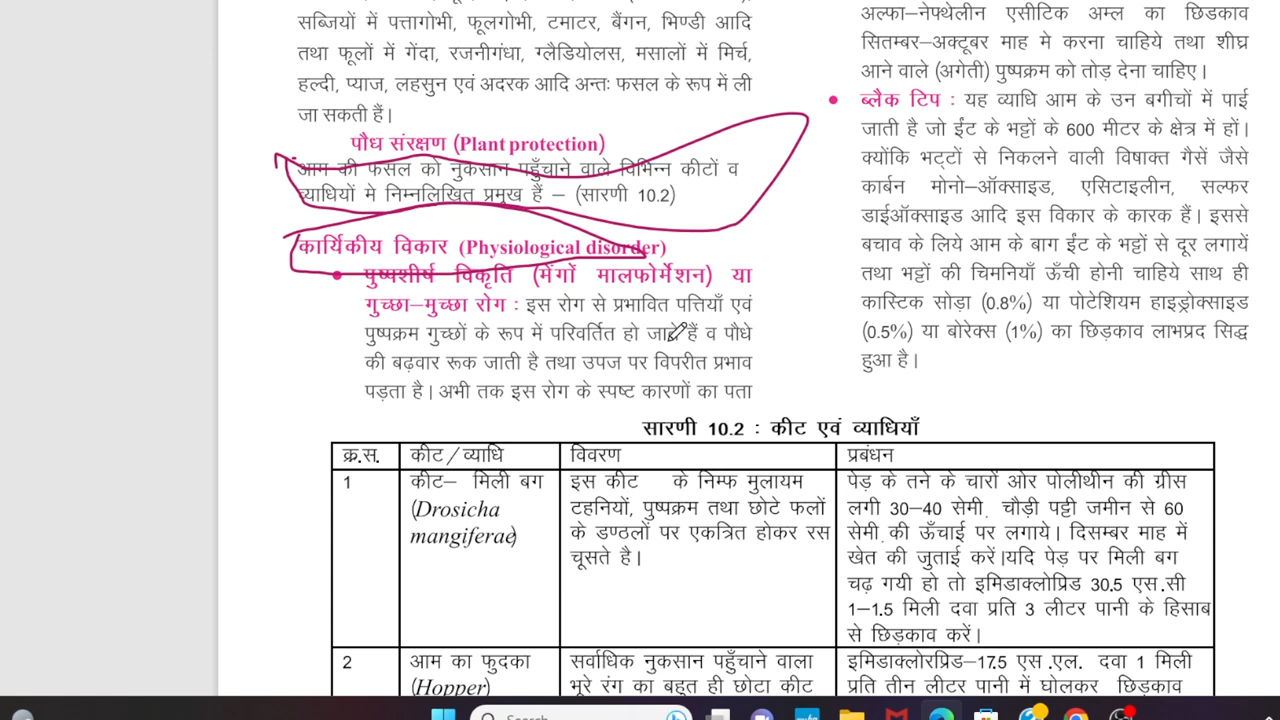 सब्जियों में पत्तागोभी, फूलगोभी, टमाटर, बैंगन, भिण्डी आदि
तथा फूलों में गेंदा, रजनीगंधा, ग्लैडियोलस, मसालों में मिर्च,
हल्दी, प्याज, लहसुन एवं अदरक आदि अन्तः फसल के रूप में ली
जा सकती हैं।
पौध संरक्षण (Plant protection)
आम की फसल को नुकसान पहुँचाने वाले विभिन्न कीटों व
व्याधियों मे निम्नलिखित प्रमुख हैं – (सारणी 10.2)
कार्यिकीय विकार (Physiological disorder)
• पुष्पशीर्ष विकृति (मेंगों मालफोर्मेशन) या
गुच्छा–मुच्छा रोग : इस रोग से प्रभावित पत्तियाँ एवं
पुष्पक्रम गुच्छों के रूप में परिवर्तित हो जाते हैं व पौधे
की बढ़वार रूक जाती है तथा उपज पर विपरीत प्रभाव
पड़ता है। अभी तक इस रोग के स्पष्ट कारणों का पता
अल्फा–नेफ्थेलीन एसीटिक अम्ल का छिडकाव
सितम्बर–अक्टूबर माह मे करना चाहिये तथा शीघ्र
आने वाले (अगेती) पुष्पक्रम को तोड़ देना चाहिए।
• ब्लैक टिप : यह व्याधि आम के उन बगीचों में पाई
जाती है जो ईंट के भट्टों के 600 मीटर के क्षेत्र में हों।
क्योंकि भट्टों से निकलने वाली विषाक्त गैसें जैसे
कार्बन मोनो–ऑक्साइड, एसिटाइलीन, सल्फर
डाईऑक्साइड आदि इस विकार के कारक हैं। इससे
बचाव के लिये आम के बाग ईंट के भट्टों से दूर लगायें
तथा भट्टों की चिमनियाँ ऊँची होनी चाहिये साथ ही
कास्टिक सोड़ा (0.8%) या पोटेशियम हाइड्रोक्साइड
(0.5%) या बोरेक्स (1%) का छिड़काव लाभप्रद सिद्ध
हुआ है।
सारणी 10.2 : कीट एवं व्याधियाँ
क्र.स. कीट/व्याधि विवरण प्रबंधन
1 कीट– मिली बग इस कीट के निम्फ मुलायम पेड़ के तने के चारों ओर पोलीथीन की ग्रीस
(Drosicha टहनियों, पुष्पक्रम तथा छोटे फलों लगी 30–40 सेमी. चौड़ी पट्टी जमीन से 60
mangiferae) के डण्ठलों पर एकत्रित होकर रस सेमी.की ऊँचाई पर लगाये। दिसम्बर माह में
चूसते है। खेत की जुताई करें।यदि पेड़ पर मिली बग
चढ़ गयी हो तो इमिडाक्लोप्रिड 30.5 एस.सी
1–1.5 मिली दवा प्रति 3 लीटर पानी के हिसाब
से छिड़काव करें।
2 आम का फुदका सर्वाधिक नुकसान पहुँचाने वाला इमिडाक्लोरप्रिड–17.5 एस.एल. दवा 1 मिली
(Hopper) भूरे रंग का बहुत ही छोटा कीट प्रति तीन लीटर पानी में घोलकर छिड़काव
Search